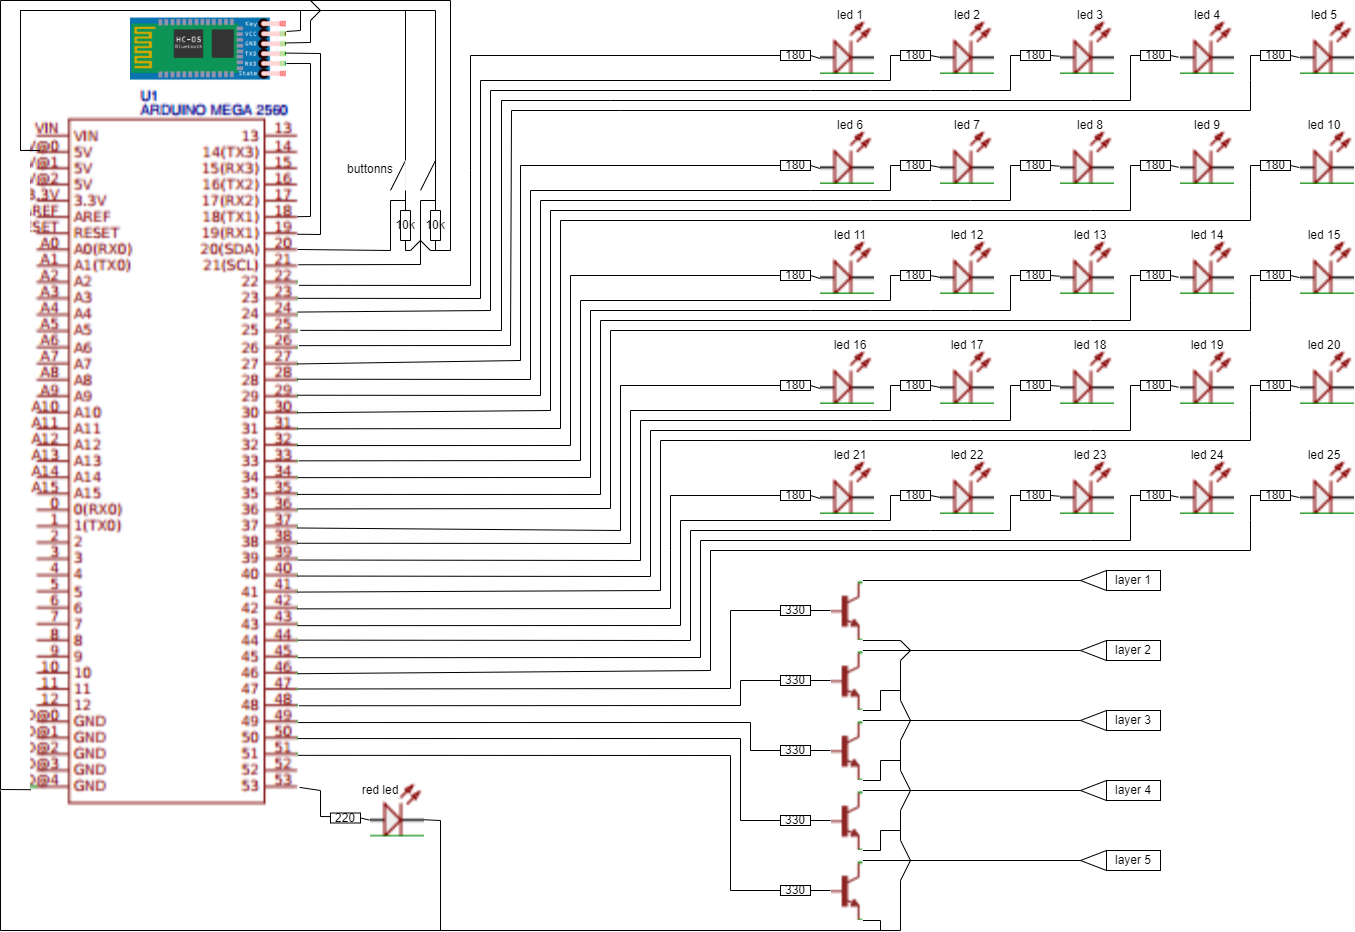 led 1
led 2
led 3
led 4
led 5
180
180
180
180
180
led 6
led 7
led 8
led 9
led 10
180
180
180
180
180
led 11
led 12
led 13
led 14
led 15
180
180
180
180
180
led 16
led 17
led 18
led 19
led 20
180
180
180
180
180
led 21
led 22
led 23
led 24
led 25
180
180
180
180
180
HC-05
Bluetooth
Key
VCC
GND
TXD
RXD
State
U1
ARDUINO MEGA 2560
buttonns
10k
10k
VIN
@0
@1
@2
3.3V
REF
SET
A0
A1
A2
A3
A4
A5
A6
A7
A8
A9
A10
A11
A12
A13
A14
A15
0
1
2
3
4
5
6
7
8
9
10
11
12
@0
@1
@2
@3
@4
VIN
5V
5V
5V
3.3V
AREF
RESET
A0(RX0)
A1(TX0)
A2
A3
A4
A5
A6
A7
A8
A9
A10
A11
A12
A13
A14
A15
0(RX0)
1(TX0)
2
3
4
5
6
7
8
9
10
11
12
GND
GND
GND
GND
GND
13
14(TX3)
15(RX3)
16(TX2)
17(RX2)
18(TX1)
19(RX1)
20(SDA)
21(SCL)
22
23
24
25
26
27
28
29
30
31
32
33
34
35
36
37
38
39
40
41
42
43
44
45
46
47
48
49
50
51
52
53
13
14
15
16
17
18
19
20
21
22
23
24
25
26
27
28
29
30
31
32
33
34
35
36
37
38
39
40
41
42
43
44
45
46
47
48
49
50
51
52
53
330
layer 1
330
layer 2
330
layer 3
330
layer 4
330
layer 5
red led
220